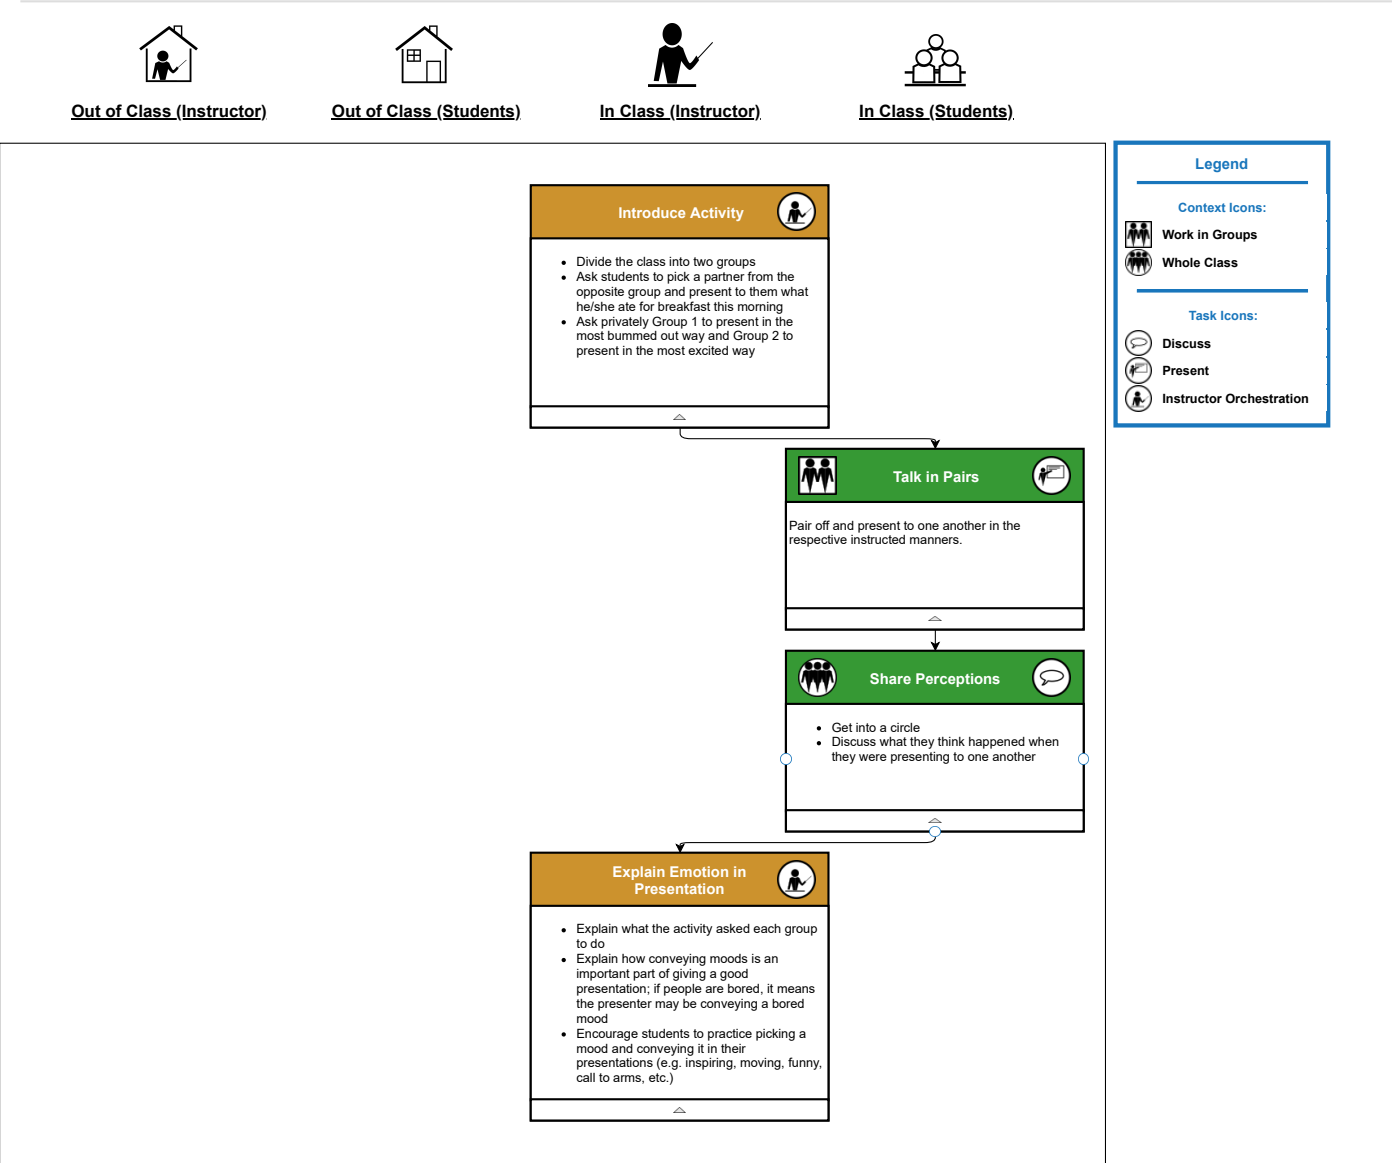 Out of Class (Instructor)
Out of Class (Students)
In Class (Instructor)
In Class (Students)
Introduce Activity
• Divide the class into two groups
• Ask students to pick a partner from the
opposite group and present to them what
he/she ate for breakfast this morning
• Ask privately Group 1 to present in the
most bummed out way and Group 2 to
present in the most excited way
Talk in Pairs
Pair off and present to one another in the
respective instructed manners.
Share Perceptions
• Get into a circle
• Discuss what they think happened when
they were presenting to one another
Explain Emotion in
Presentation
• Explain what the activity asked each group
to do
• Explain how conveying moods is an
important part of giving a good
presentation; if people are bored, it means
the presenter may be conveying a bored
mood
• Encourage students to practice picking a
mood and conveying it in their
presentations (e.g. inspiring, moving, funny,
call to arms, etc.)
Legend
Context Icons:
Work in Groups
Whole Class
Task Icons:
Discuss
Present
Instructor Orchestration